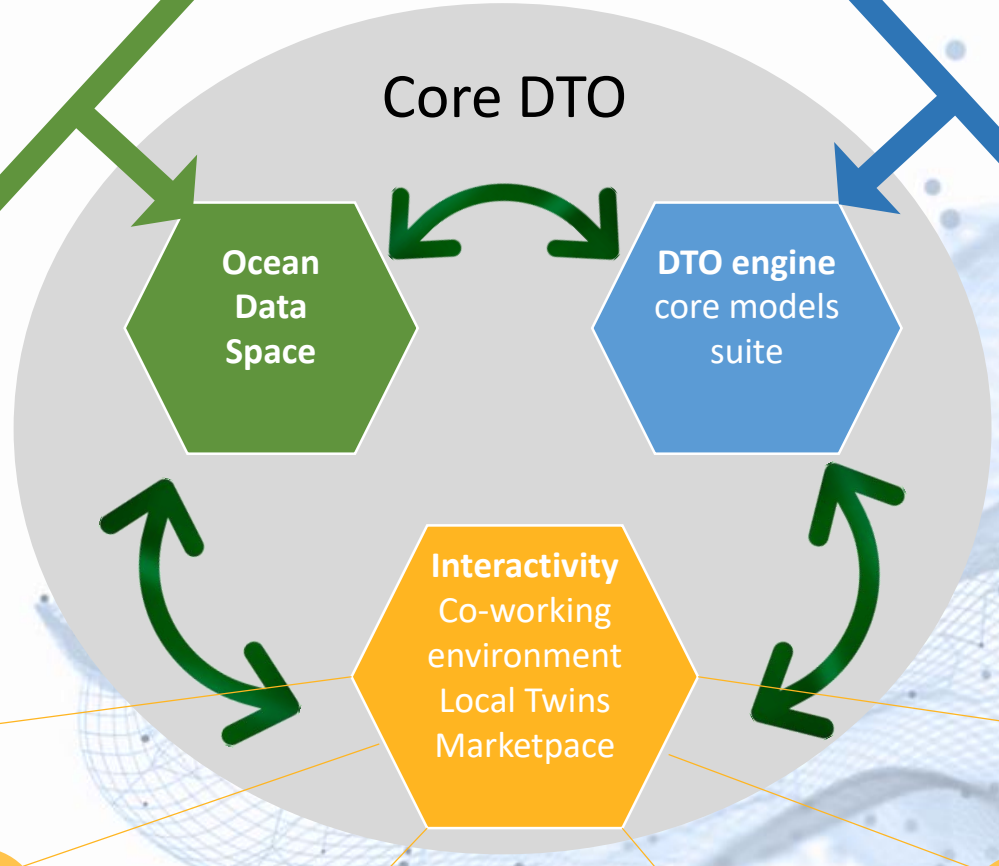 Core DTO
Ocean
Data
Space
DTO engine
core models
suite
Interactivity
Co-working
environment
Local Twins
Marketpace